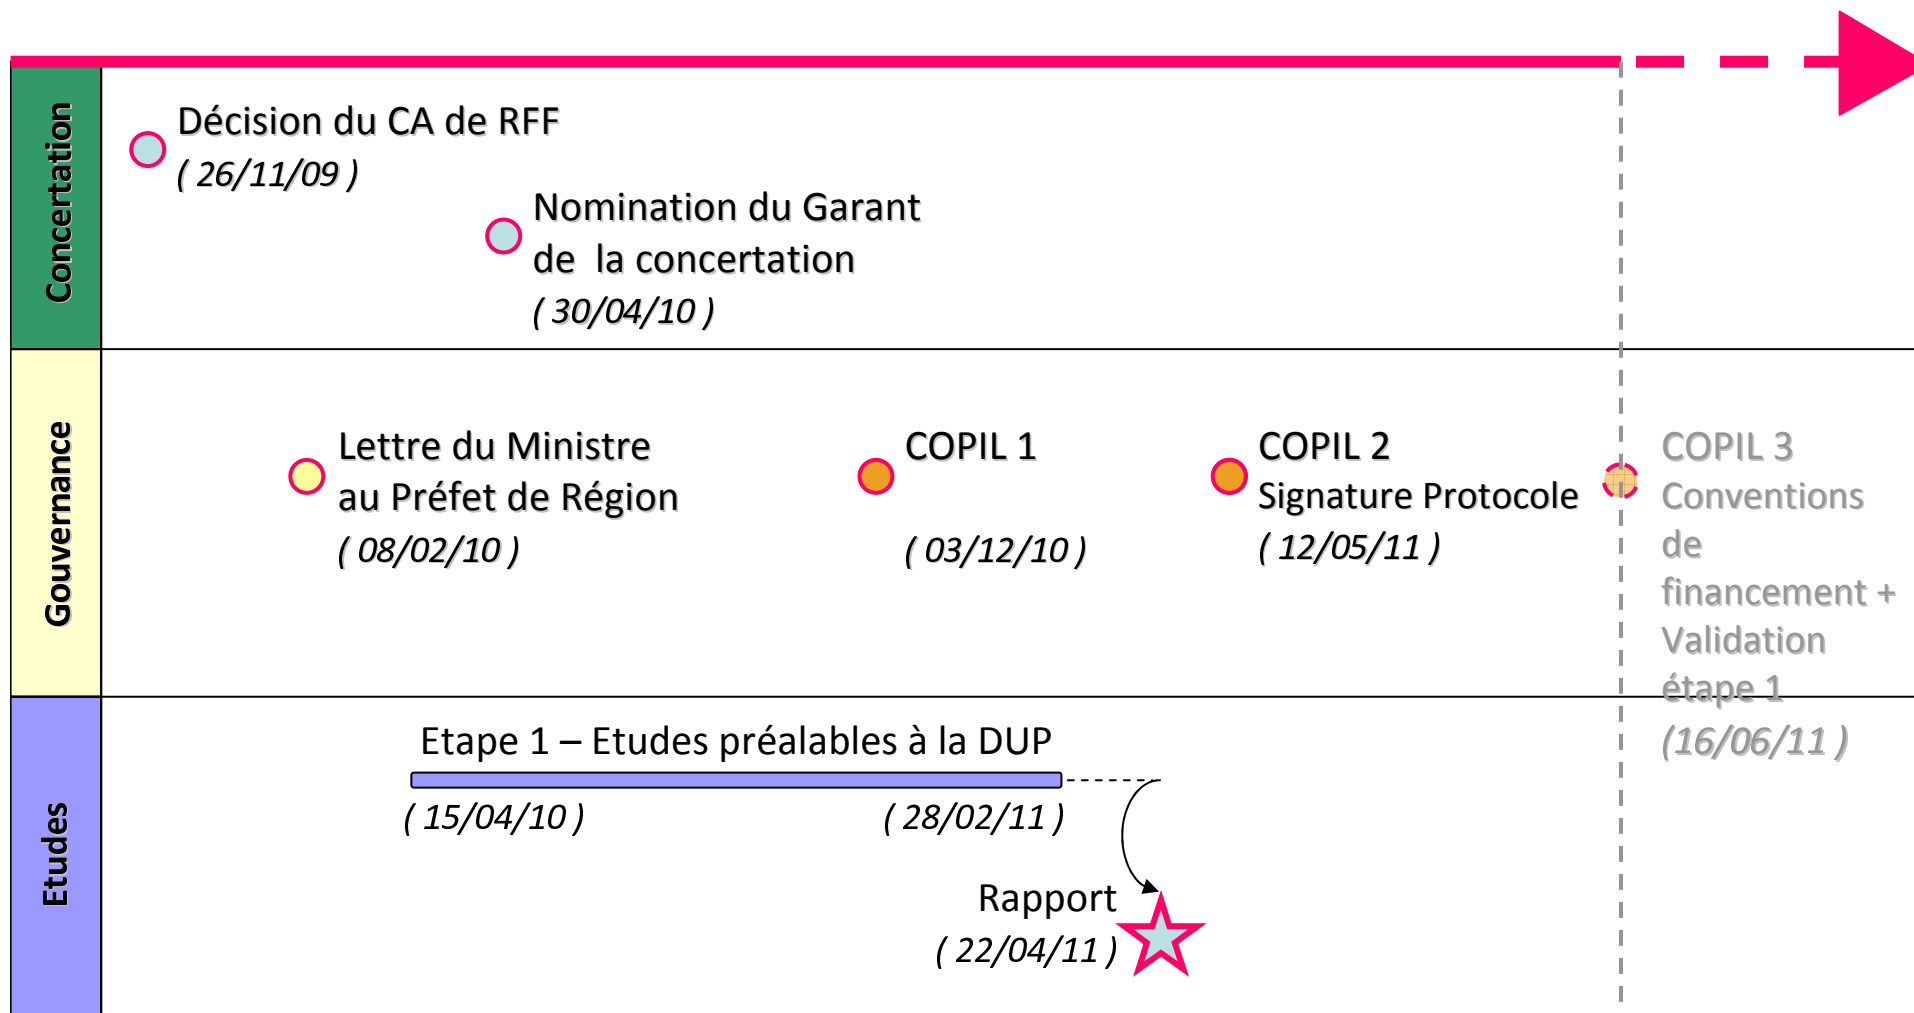 Concertation
Décision du CA de RFF
( 26/11/09 )
Nomination du Garant
de la concertation
( 30/04/10 )
Gouvernance
Lettre du Ministre
au Préfet de Région
( 08/02/10 )
COPIL 1
( 03/12/10 )
COPIL 2
Signature Protocole
( 12/05/11 )
COPIL 3
Conventions
de
financement +
Validation
étape 1
(16/06/11 )
Etudes
Etape 1 – Etudes préalables à la DUP
( 15/04/10 )
( 28/02/11 )
Rapport
( 22/04/11 )